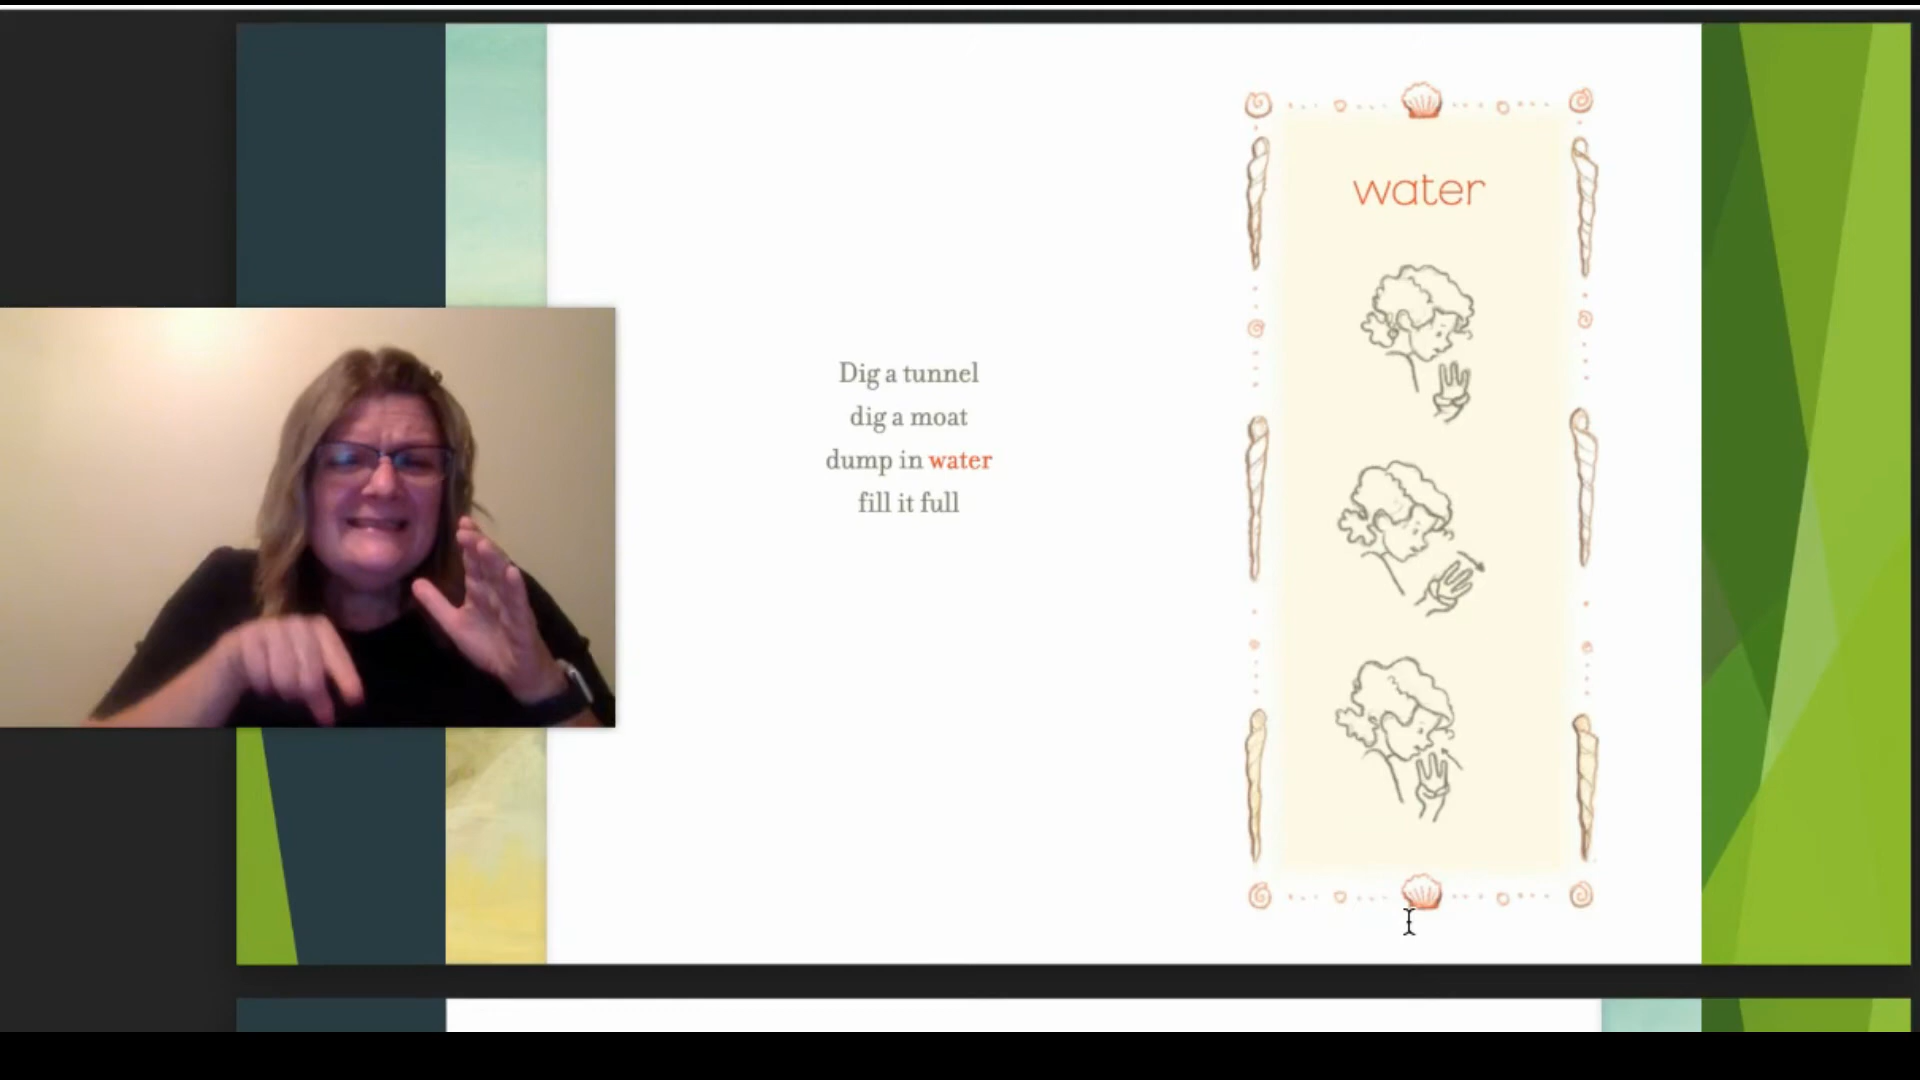 water
Dig a tunnel
dig a moat
dump in water
fill it full